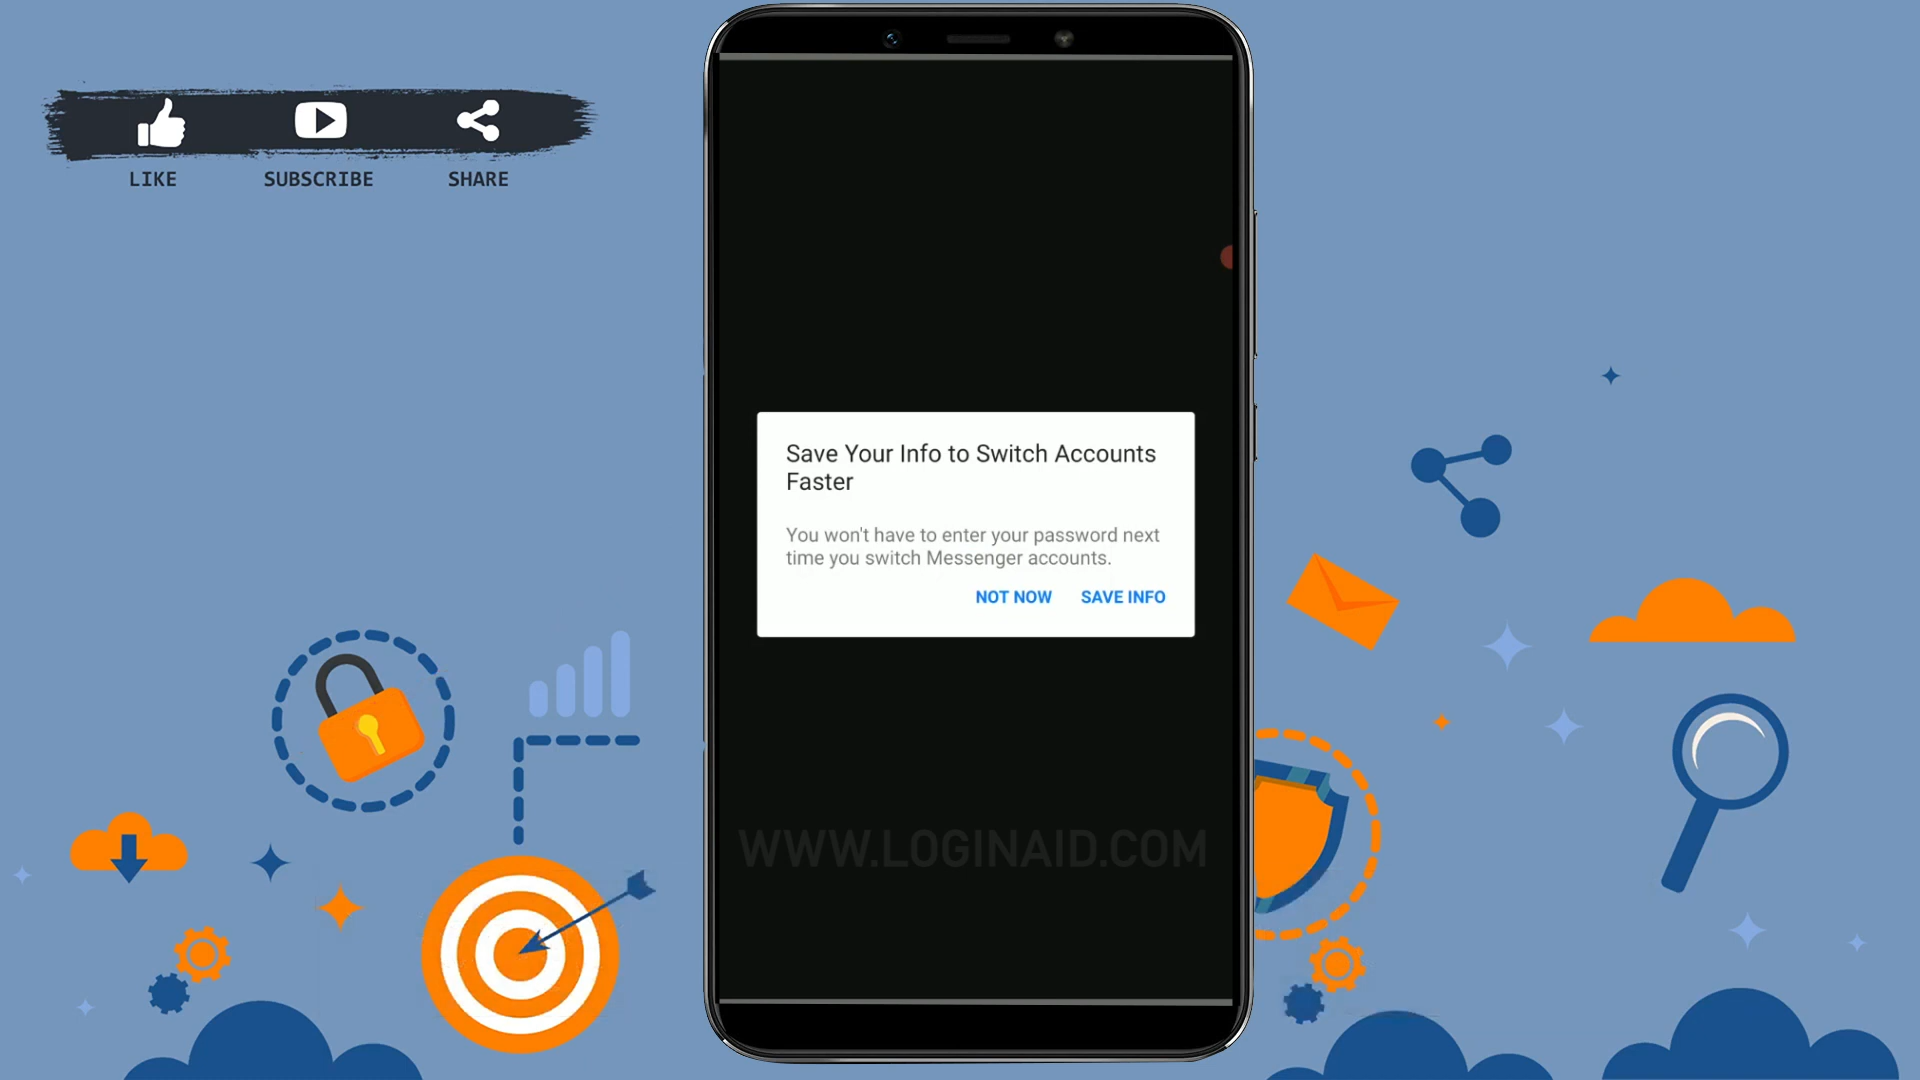 LIKE SUBSCRIBE SHARE
Save Your Info to Switch Accounts
Faster
You won't have to enter your password next
time you switch Messenger accounts.
NOT NOW SAVE INFO
WWW.LOGINAID.COM